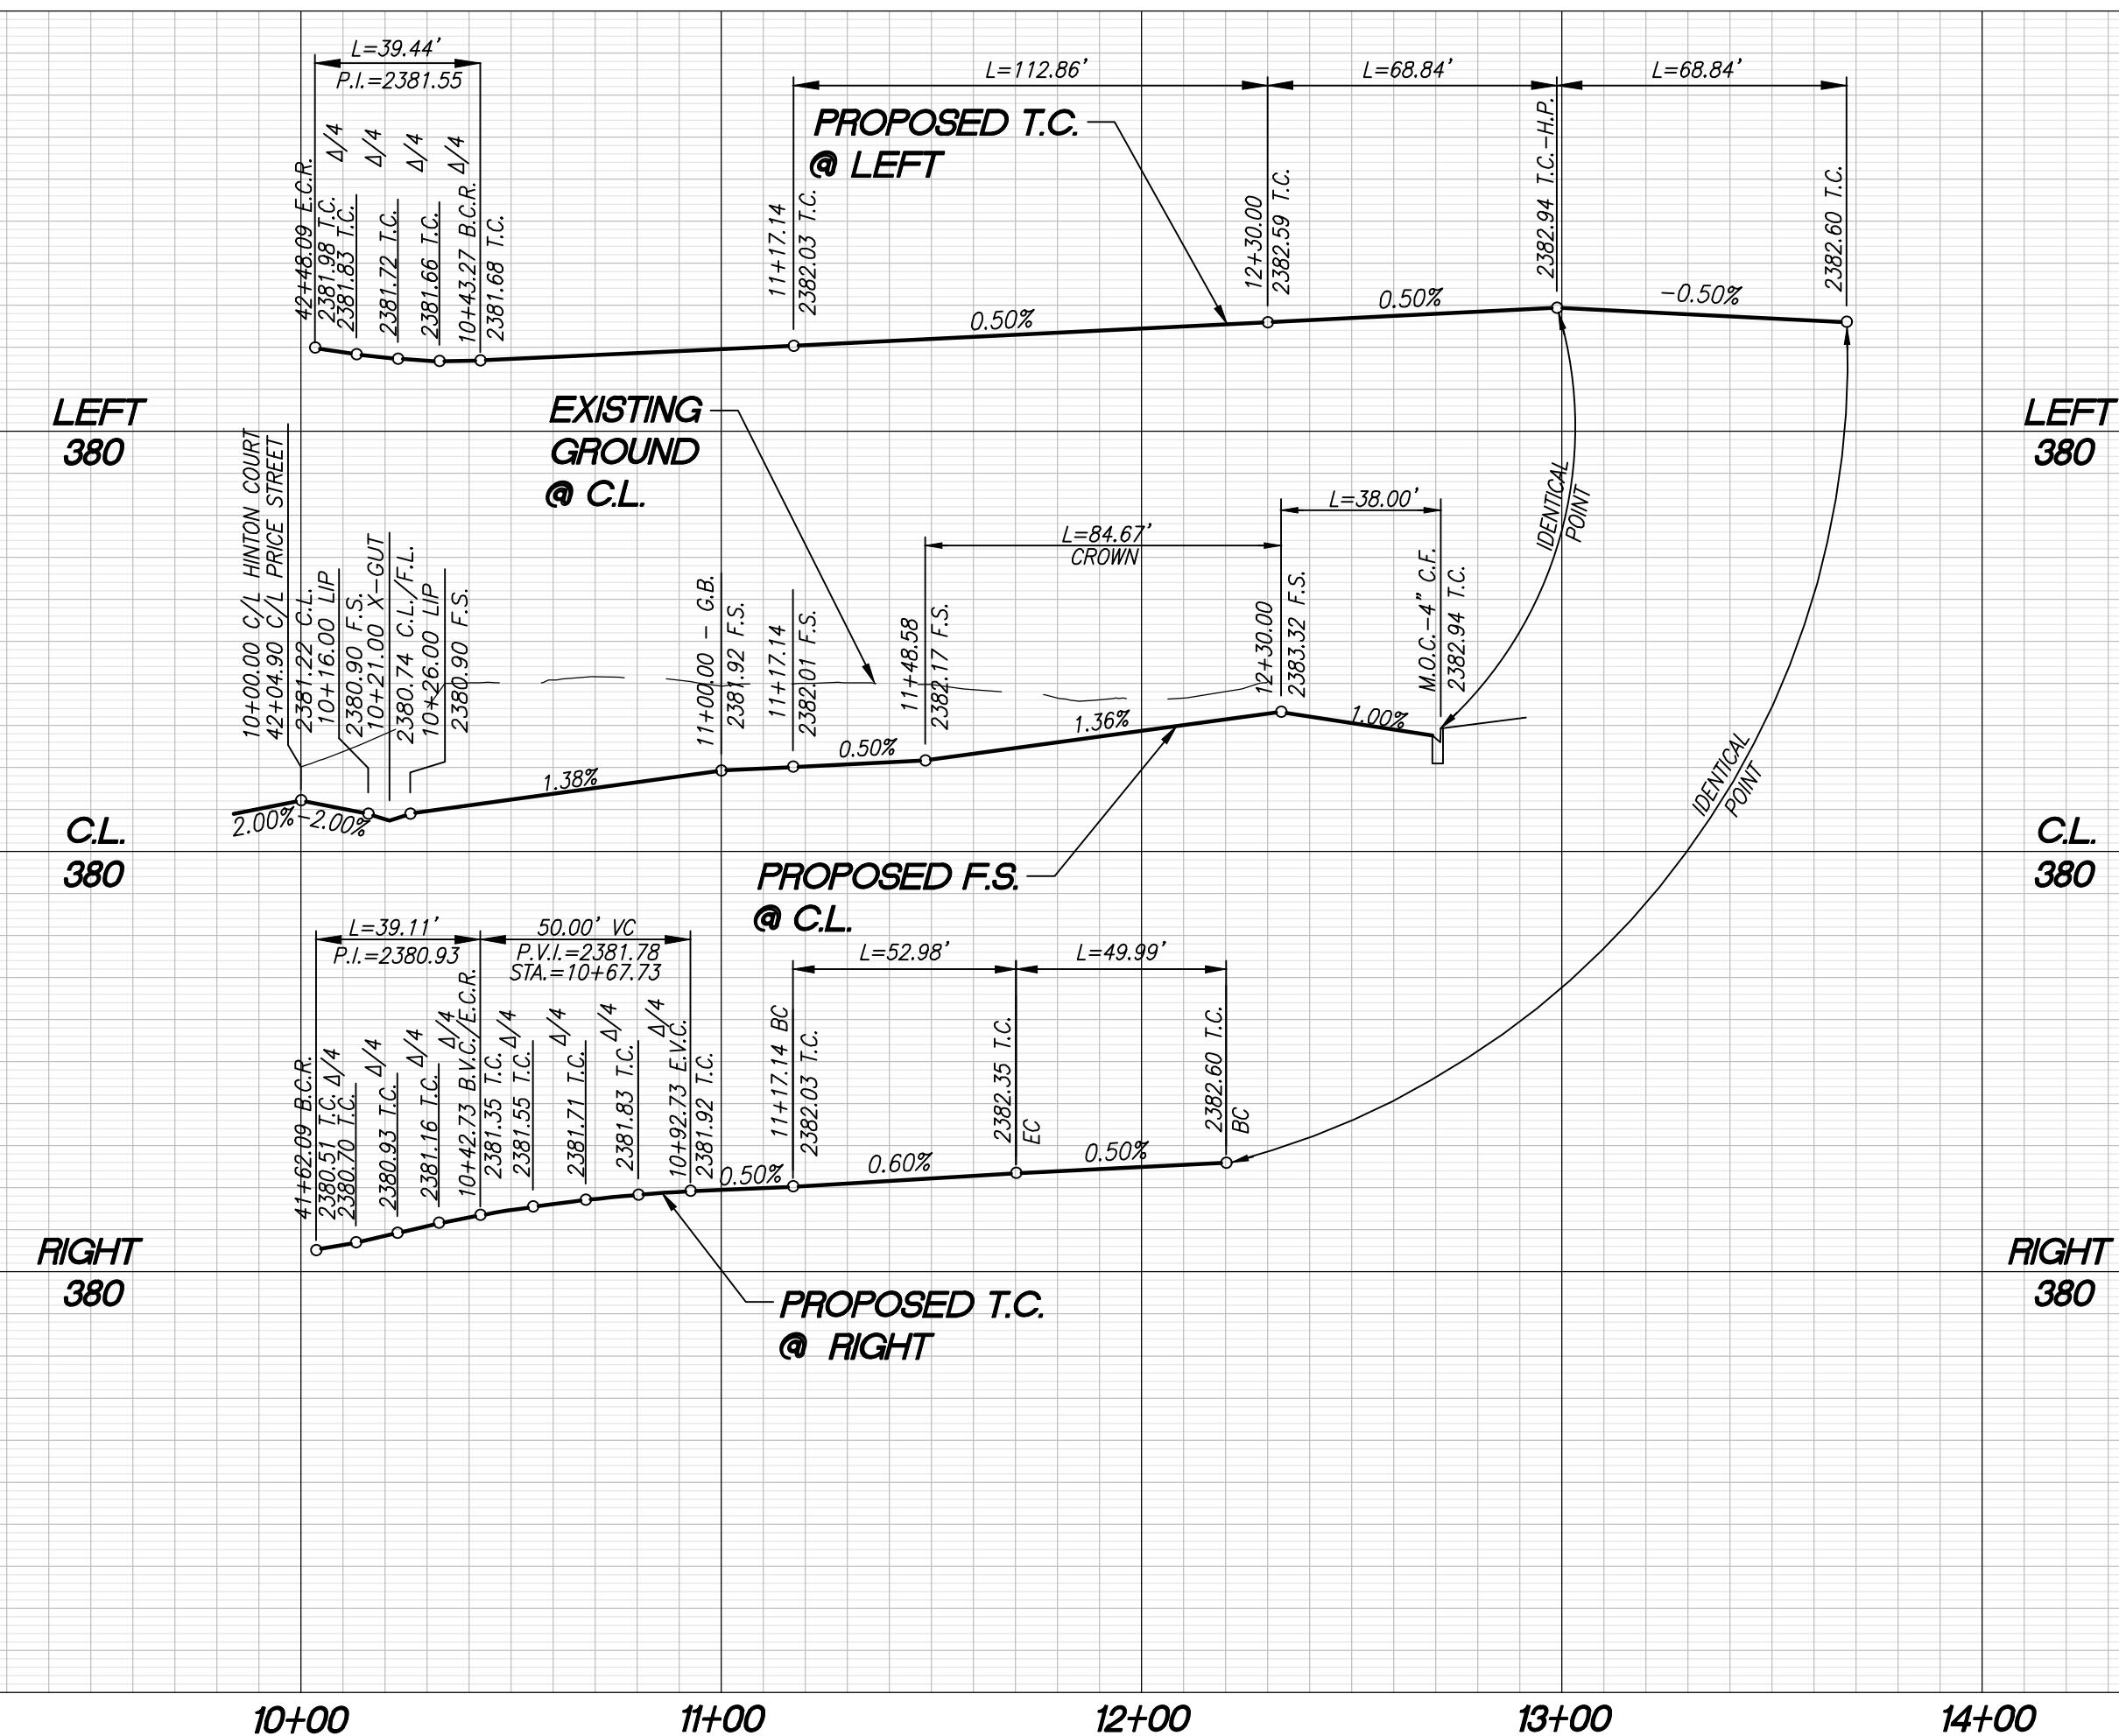 L=39.44'
P.I.=2381.55
Δ/4
Δ/4
Δ/4
Δ/4
42+48.09 E.C.R.
2381.98 T.C.
2381.83 T.C.
2381.72 T.C.
2381.66 T.C.
10+43.27 B.C.R.
2381.68 T.C.
L=112.86'
L=68.84'
L=68.84'
PROPOSED T.C.
@ LEFT
11+17.14
2382.03 T.C.
12+30.00
2382.59 T.C.
2382.94 T.C.-H.P.
2382.60 T.C.
0.50%
0.50%
-0.50%
LEFT
380
LEFT
380
EXISTING
GROUND
@ C.L.
IDENTICAL
POINT
10+00.00 C/L HINTON COURT
42+04.90 C/L PRICE STREET
2381.22 C.L.
10+16.00 LIP
2380.90 F.S.
10+21.00 X-GUT
2380.74 C.L./F.L.
10+26.00 LIP
2380.90 F.S.
11+00.00 - G.B.
2381.92 F.S.
11+17.14
2382.01 F.S.
11+48.58
2382.17 F.S.
L=84.67'
CROWN
L=38.00'
12+30.00
2383.32 F.S.
M.O.C.-4" C.F.
2382.94 T.C.
2.00%
-2.00%
1.38%
0.50%
1.36%
1.00%
IDENTICAL
POINT
C.L.
380
C.L.
380
PROPOSED F.S.
@ C.L.
L=39.11'
P.I.=2380.93
50.00' VC
P.V.I.=2381.78
STA.=10+67.73
L=52.98'
L=49.99'
Δ/4
Δ/4
Δ/4
Δ/4
Δ/4
Δ/4
Δ/4
Δ/4
41+62.09 B.C.R.
2380.51 T.C.
2380.70 T.C.
2380.93 T.C.
2381.16 T.C.
10+42.73 B.V.C./E.C.R.
2381.35 T.C.
2381.55 T.C.
2381.71 T.C.
2381.83 T.C.
10+92.73 E.V.C.
2381.92 T.C.
11+17.14 BC
2382.03 T.C.
2382.35 T.C.
EC
2382.60 T.C.
BC
0.50%
0.60%
0.50%
RIGHT
380
RIGHT
380
PROPOSED T.C.
@ RIGHT
10+00
11+00
12+00
13+00
14+00